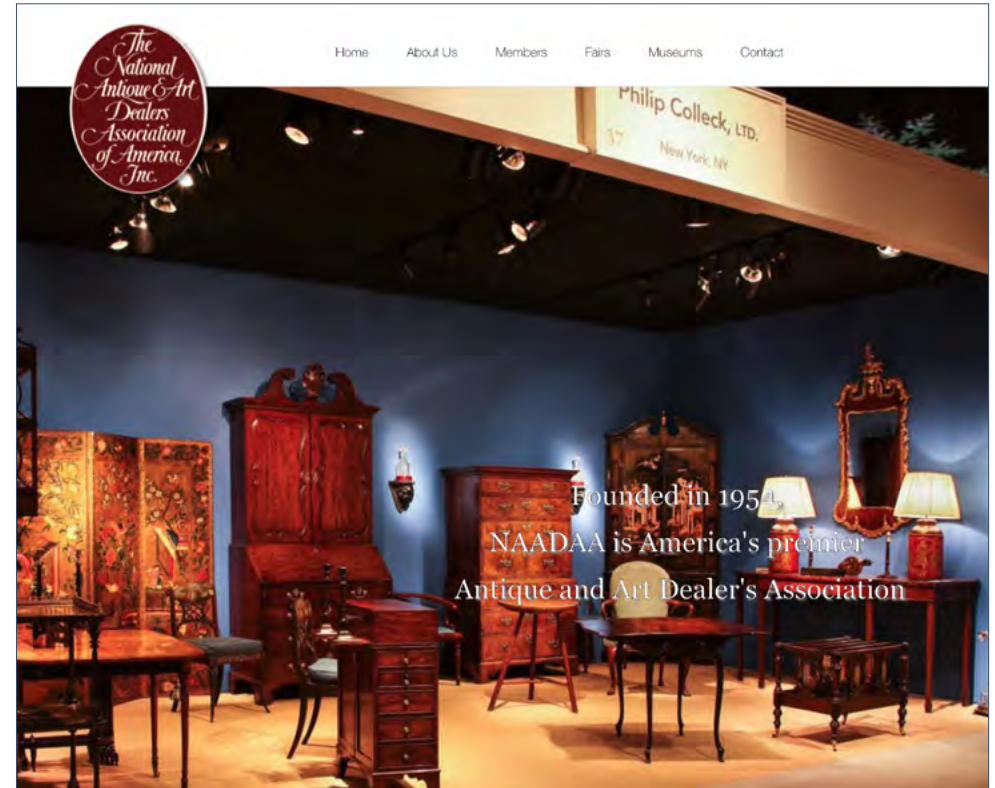 The
National
Antique & Art
Dealers
Association
of America,
Inc.
Home About Us Members Fairs Museums Contact
Philip Colleck, LTD.
37 New York, NY
Founded in 1954,
NAADAA is America's premier
Antique and Art Dealer's Association